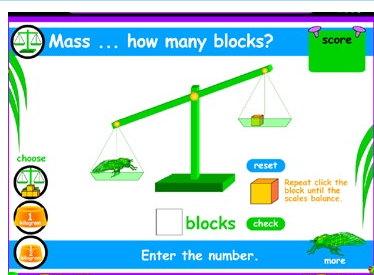 Mass ... how many blocks?
score
choose
reset
Repeat click the
block until the
scales balance.
1
kilogram
blocks
check
kilogram
Enter the number.
more